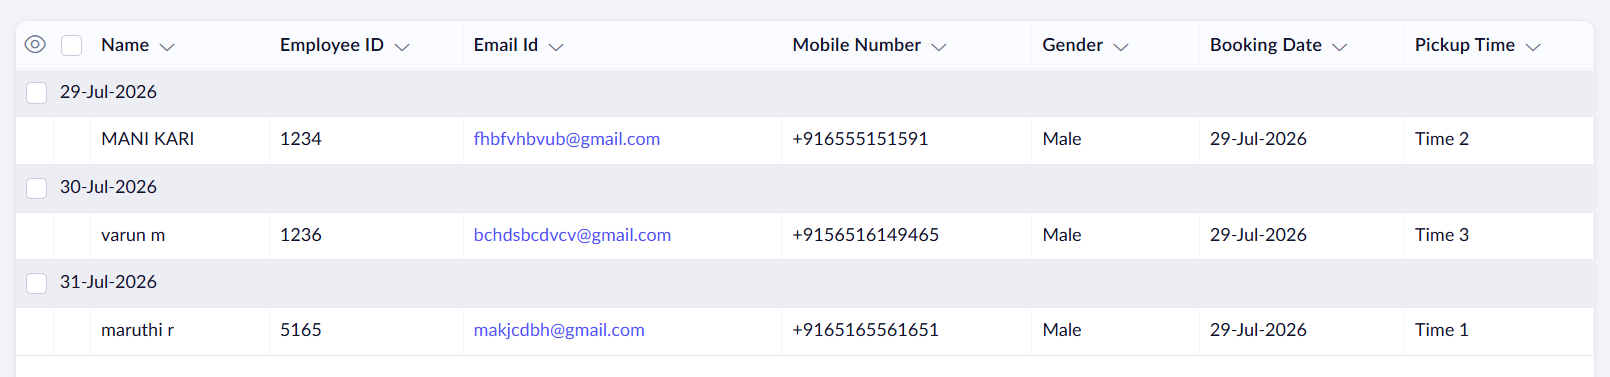 Name Employee ID Email Id Mobile Number Gender Booking Date Pickup Time
29-Jul-2026
MANI KARI 1234 fhbfvhbvub@gmail.com +916555151591 Male 29-Jul-2026 Time 2
30-Jul-2026
varun m 1236 bchdsbcdvcv@gmail.com +9156516149465 Male 29-Jul-2026 Time 3
31-Jul-2026
maruthi r 5165 makjcdbh@gmail.com +9165165561651 Male 29-Jul-2026 Time 1